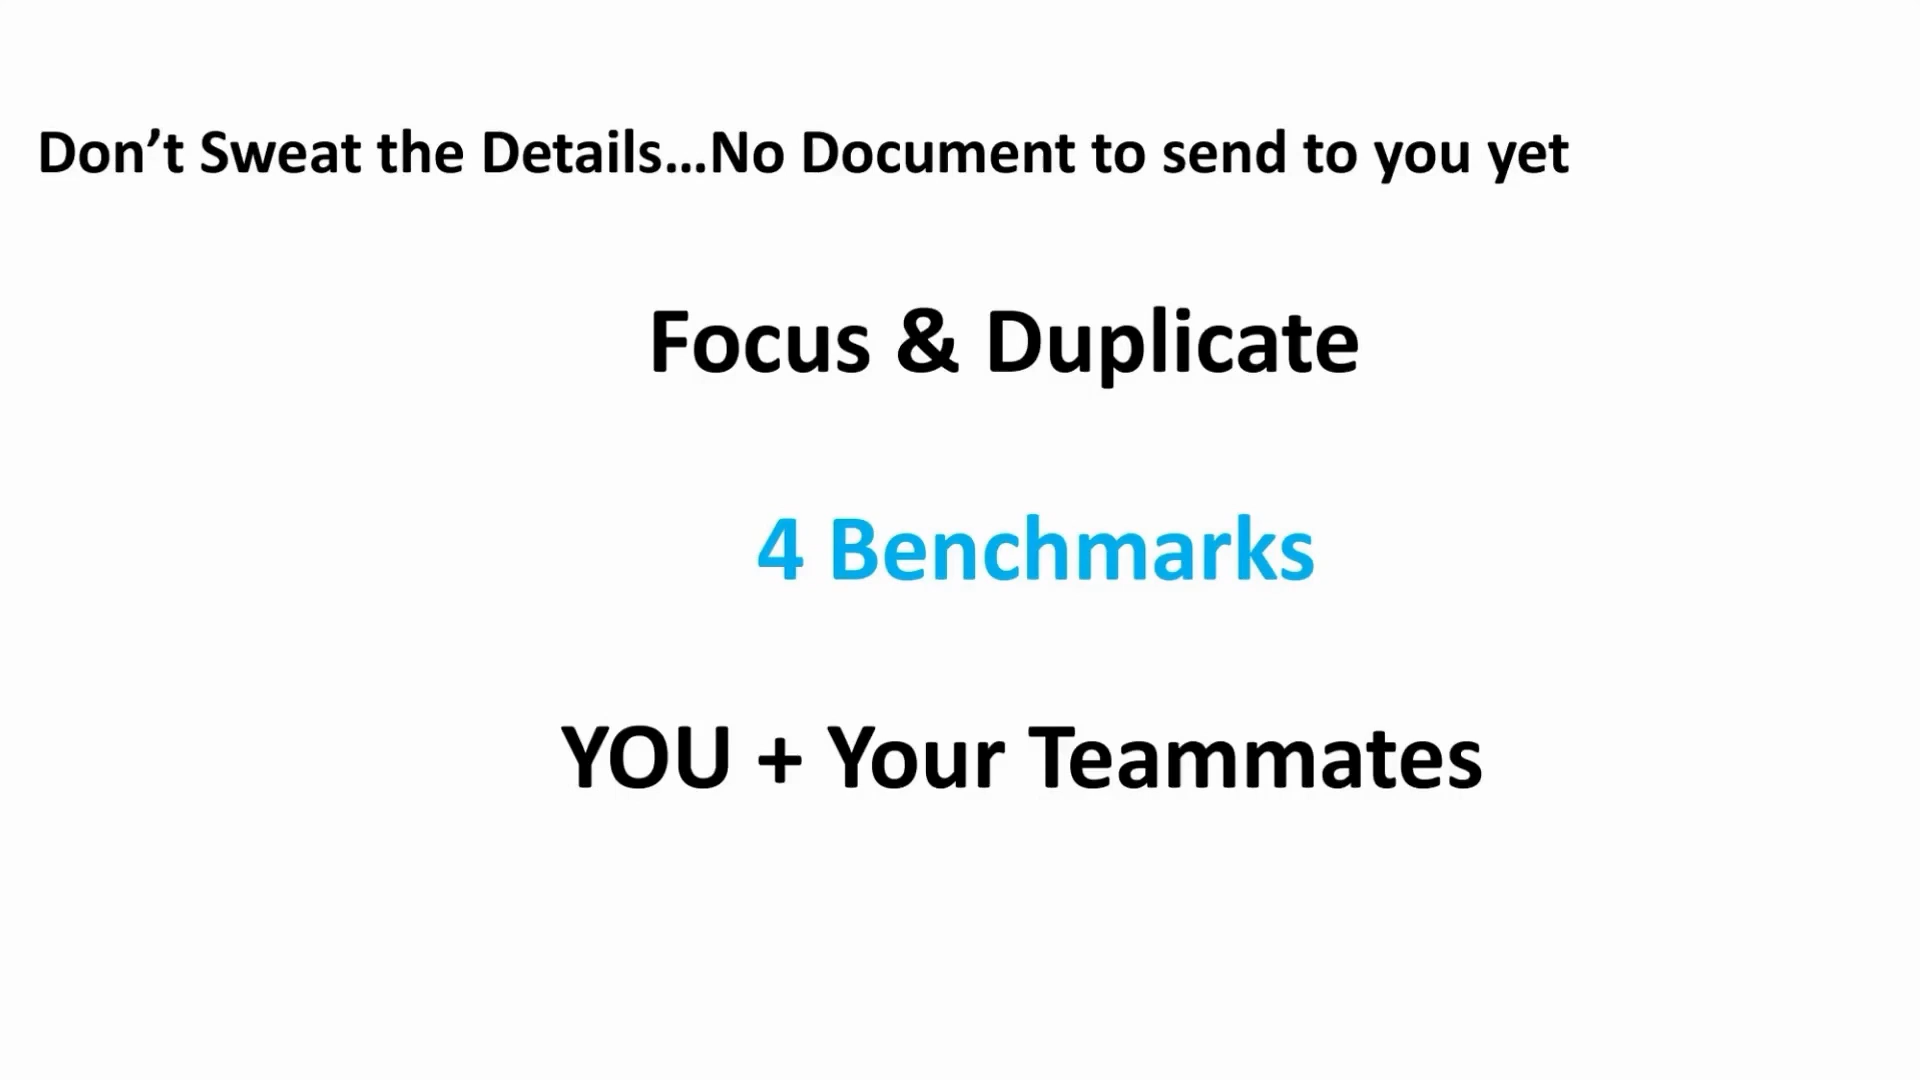 Don’t Sweat the Details...No Document to send to you yet
Focus & Duplicate
4 Benchmarks
YOU + Your Teammates